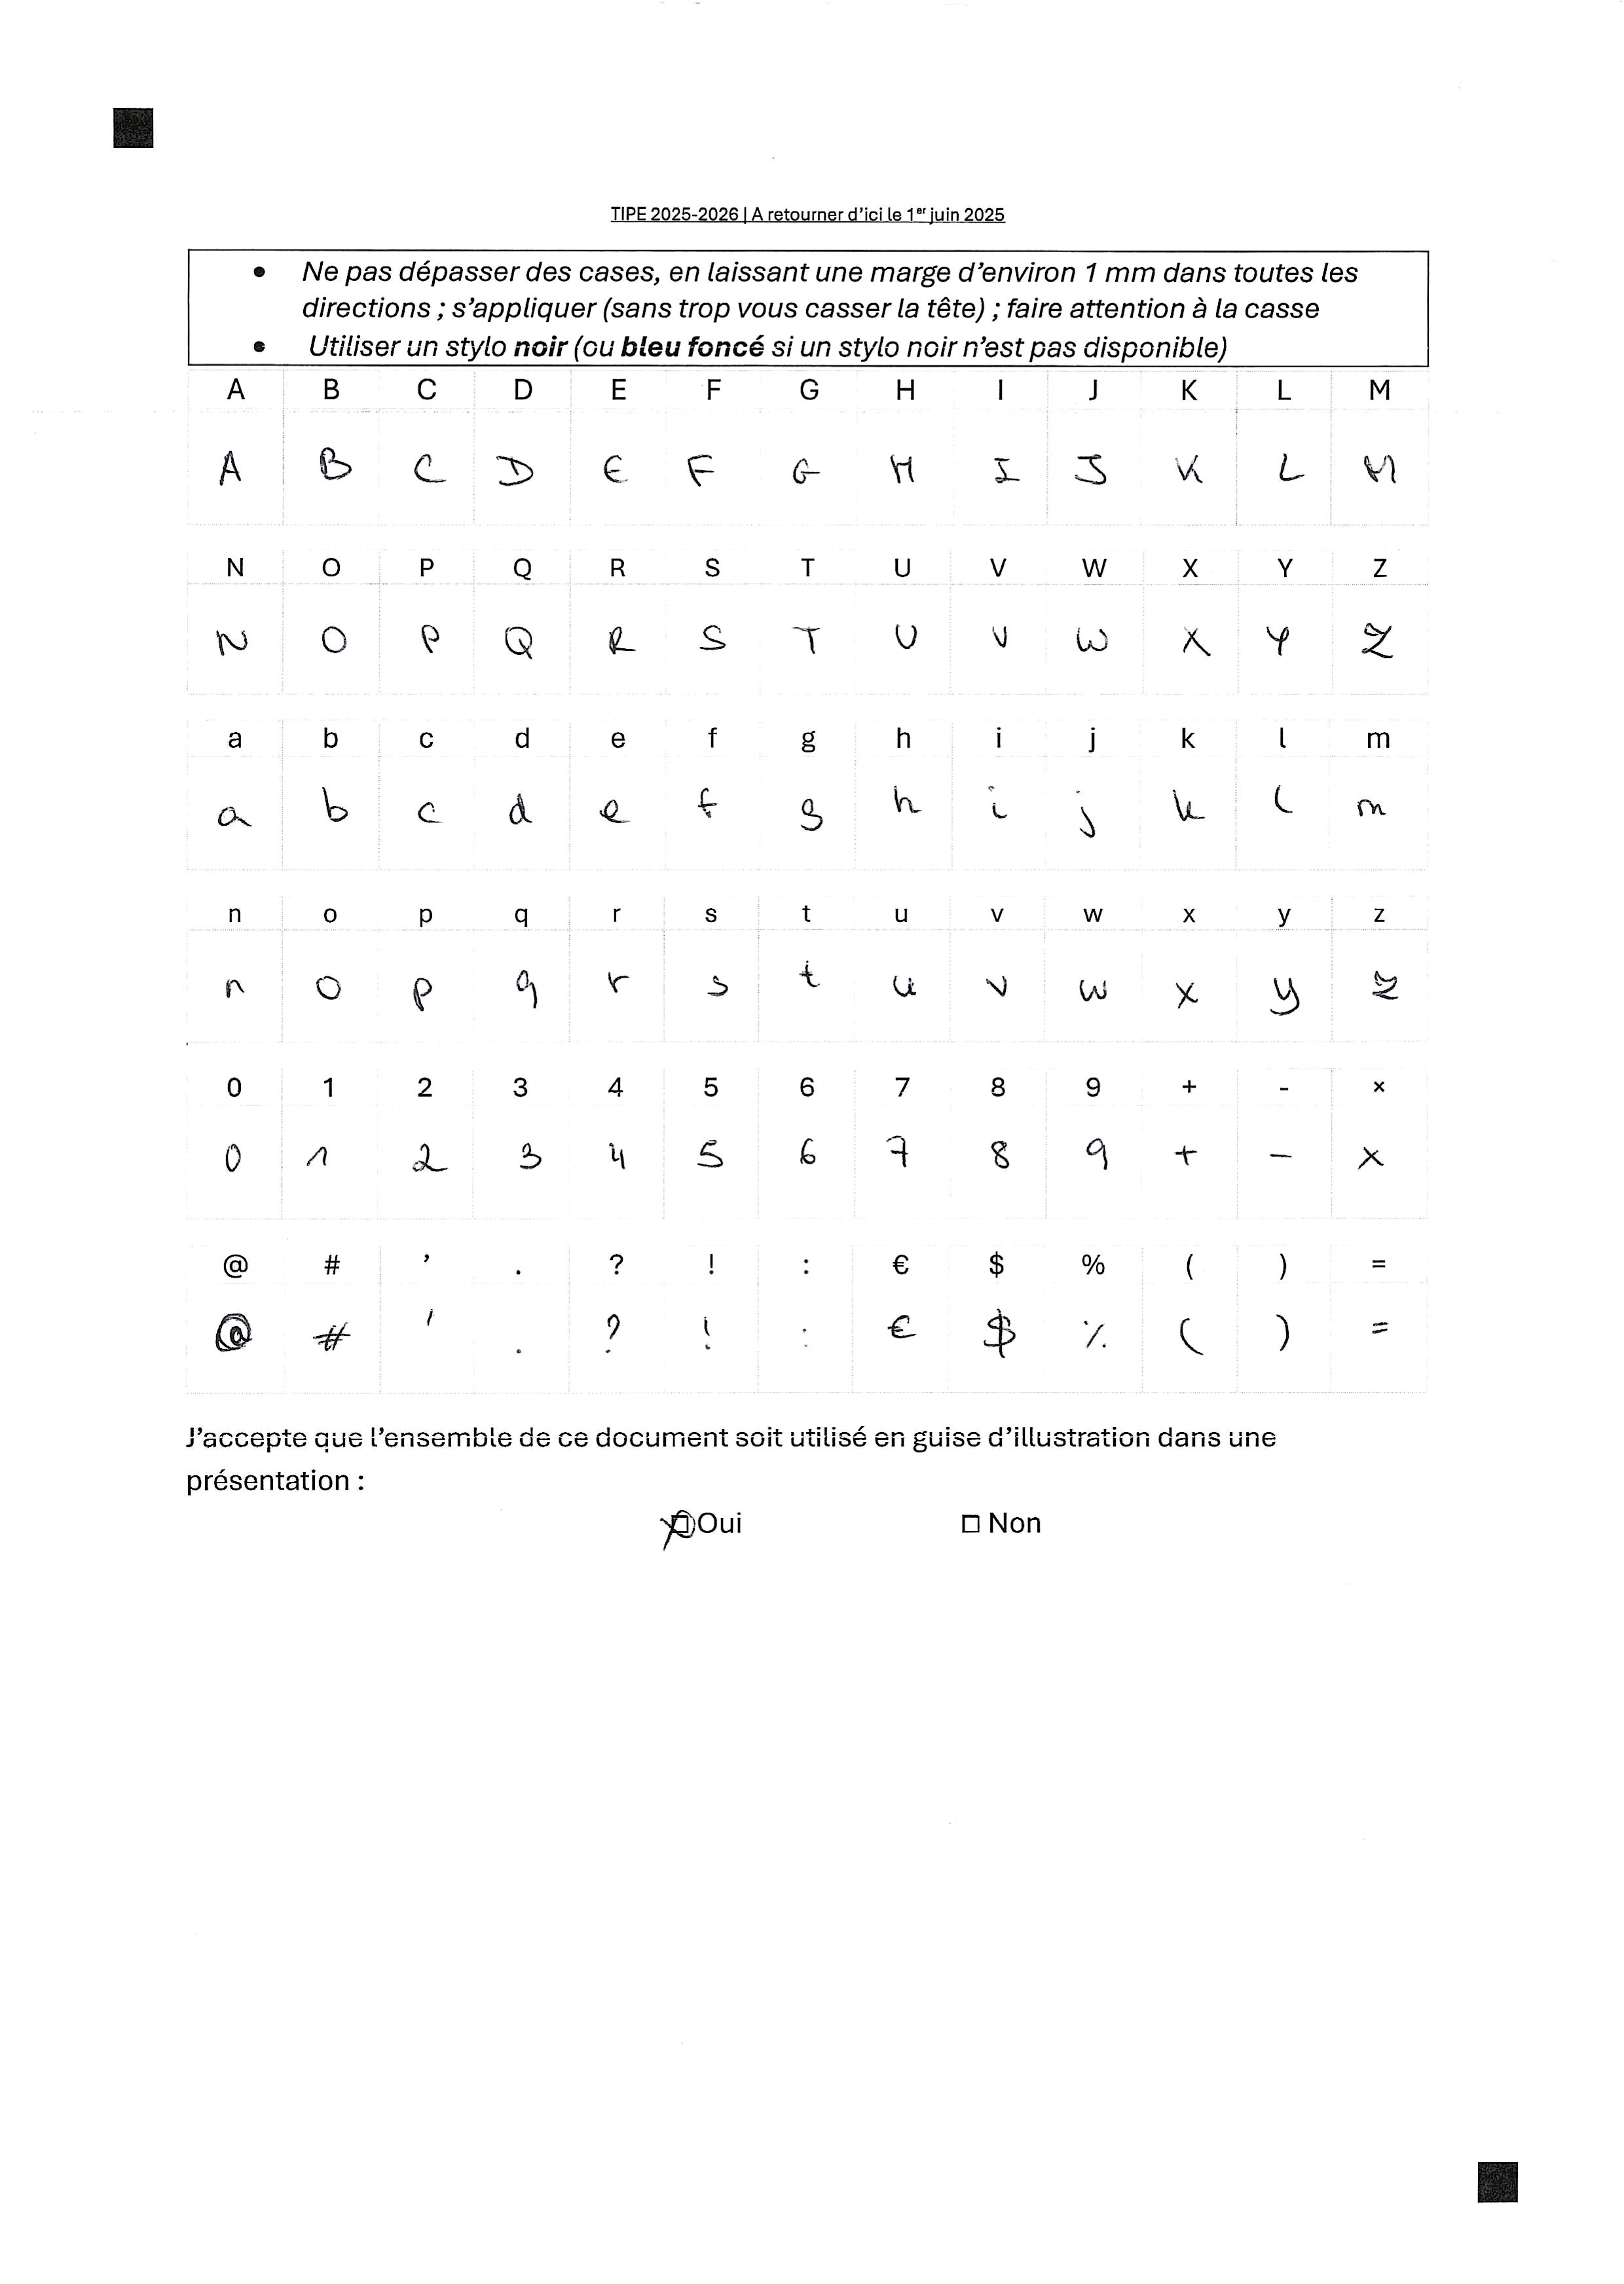 TIPE 2025-2026 | A retourner d'ici le 1er juin 2025
• Ne pas dépasser des cases, en laissant une marge d'environ 1 mm dans toutes les
directions ; s'appliquer (sans trop vous casser la tête) ; faire attention à la casse
• Utiliser un stylo noir (ou bleu foncé si un stylo noir n'est pas disponible)
A B C D E F G H I J K L M
A B C D E F G H I J K L M
N O P Q R S T U V W X Y Z
N O P Q R S T U V W X Y Z
a b c d e f g h i j k l m
a b c d e f g h i j k l m
n o p q r s t u v w x y z
n o p q r s t u v w x y z
0 1 2 3 4 5 6 7 8 9 + - ×
0 1 2 3 4 5 6 7 8 9 + - ×
@ # ' . ? ! : € $ % ( ) =
@ # ' . ? ! : € $ % ( ) =
J'accepte que l'ensemble de ce document soit utilisé en guise d'illustration dans une
présentation :
☒ Oui ☐ Non